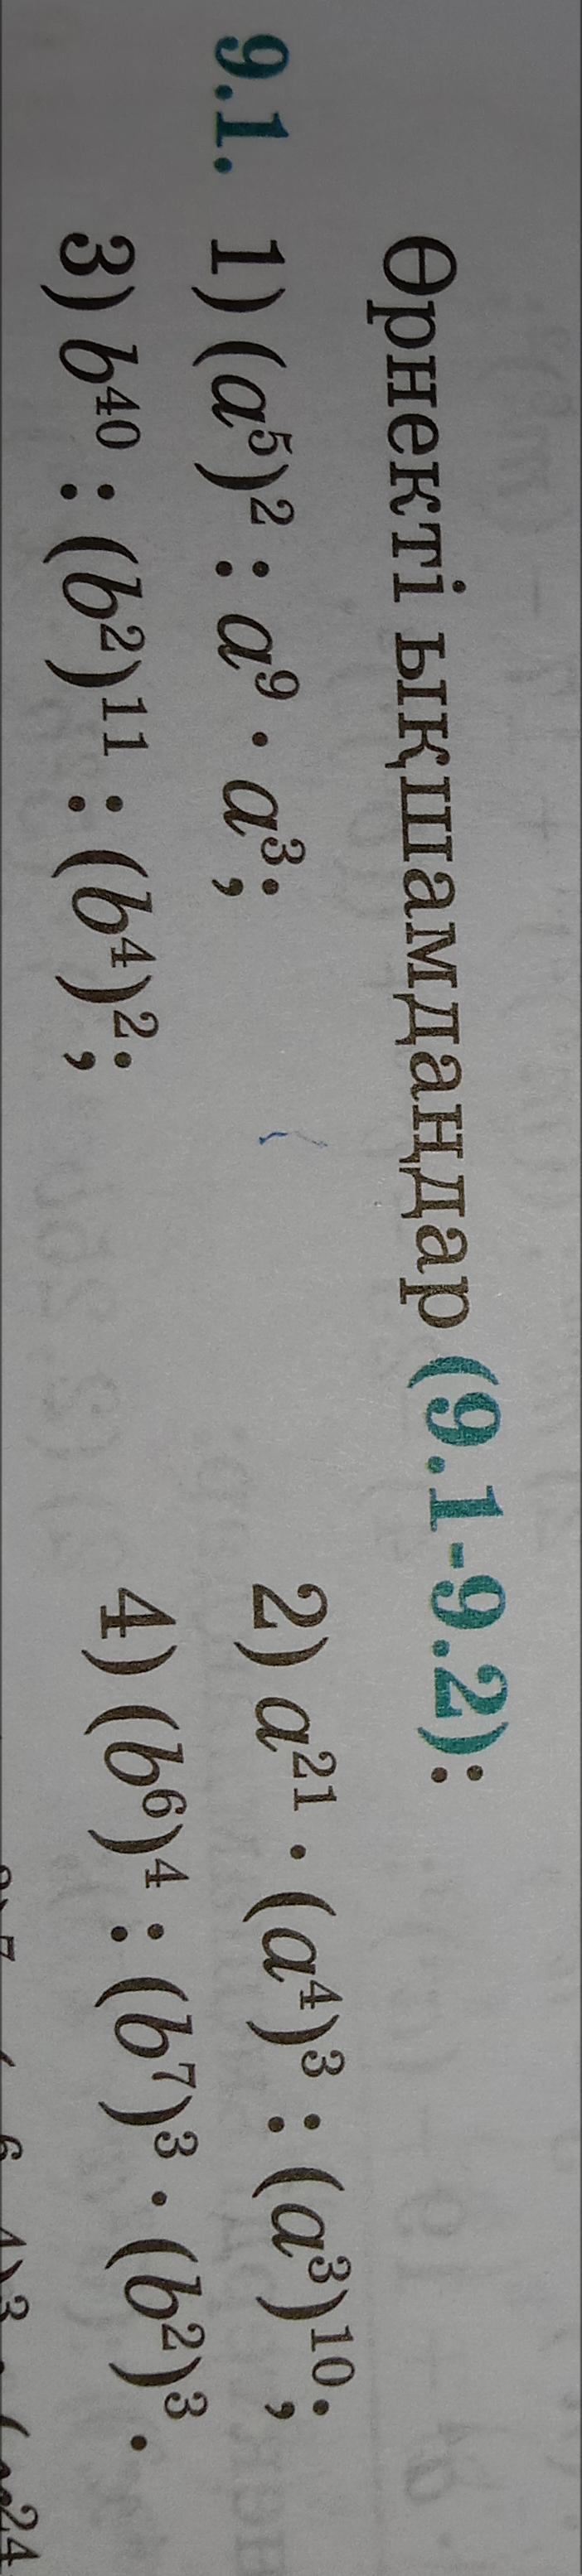 Өрнекті ықшамдаңдар (9.1-9.2):
9.1. 1) (a⁵)² : a⁹ · a³; 2) a²¹ · (a⁴)³ : (a³)¹⁰;
3) b⁴⁰ : (b²)¹¹ : (b⁴)²; 4) (b⁶)⁴ : (b⁷)³ · (b²)³.